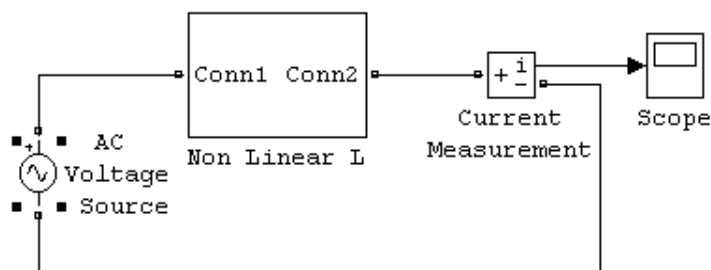 Conn1 Conn2
+ i
-
Current
Measurement
Scope
Non Linear L
+
AC
Voltage
Source